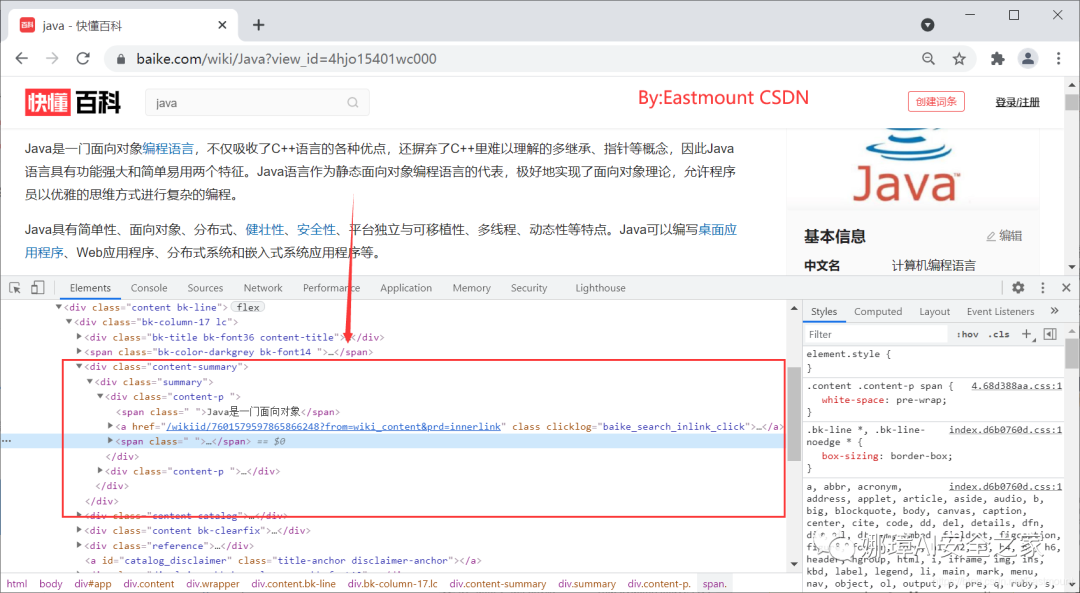 java - 快懂百科
baike.com/wiki/Java?view_id=4hjo15401wc000
快懂百科
java
By:Eastmount CSDN
创建词条
登录/注册
Java是一门面向对象编程语言，不仅吸收了C++语言的各种优点，还摒弃了C++里难以理解的多继承、指针等概念，因此Java
语言具有功能强大和简单易用两个特征。Java语言作为静态面向对象编程语言的代表，极好地实现了面向对象理论，允许程序
员以优雅的思维方式进行复杂的编程。
Java具有简单性、面向对象、分布式、健壮性、安全性、平台独立与可移植性、多线程、动态性等特点。Java可以编写桌面应
用程序、Web应用程序、分布式系统和嵌入式系统应用程序等。
Java™
基本信息
编辑
中文名 计算机编程语言
Elements Console Sources Network Performance Application Memory Security Lighthouse
<div class="content bk-line"> flex
<div class="bk-column-17 lc">
<div class="bk-title bk-font36 content-title">…</div>
<span class="bk-color-darkgrey bk-font14 ">…</span>
<div class="content-summary">
<div class="summary">
<div class="content-p ">
<span class=" ">Java是一门面向对象</span>
<a href="/wikiid/7601579597865866248?from=wiki_content&prd=innerlink" class clicklog="baike_search_inlink_click">…</a>
<span class=" ">…</span> == $0
</div>
<div class="content-p ">…</div>
</div>
</div>
<div class="content catalog">…</div>
<div class="content bk-clearfix">…</div>
<div class="reference">…</div>
<a id="catalog_disclaimer" class="title-anchor disclaimer-anchor"></a>
html body div#app div.content div.wrapper div.content.bk-line div.bk-column-17.lc div.content-summary div.summary div.content-p. span.
Styles Computed Layout Event Listeners
Filter :hov .cls
element.style {
}
.content .content-p span { 4.68d388aa.css:1
white-space: pre-wrap;
}
.bk-line *, .bk-line- index.d6b0760d.css:1
noedge * {
box-sizing: border-box;
}
a, abbr, acronym, index.d6b0760d.css:1
address, applet, article, aside, audio, b,
big, blockquote, body, canvas, caption,
center, cite, code, dd, del, details, dfn,
kbd, label, legend, li, main, mark, menu,
nav, object, ol, output, p, pre, q, ruby, s,
娜璋AI安全之家